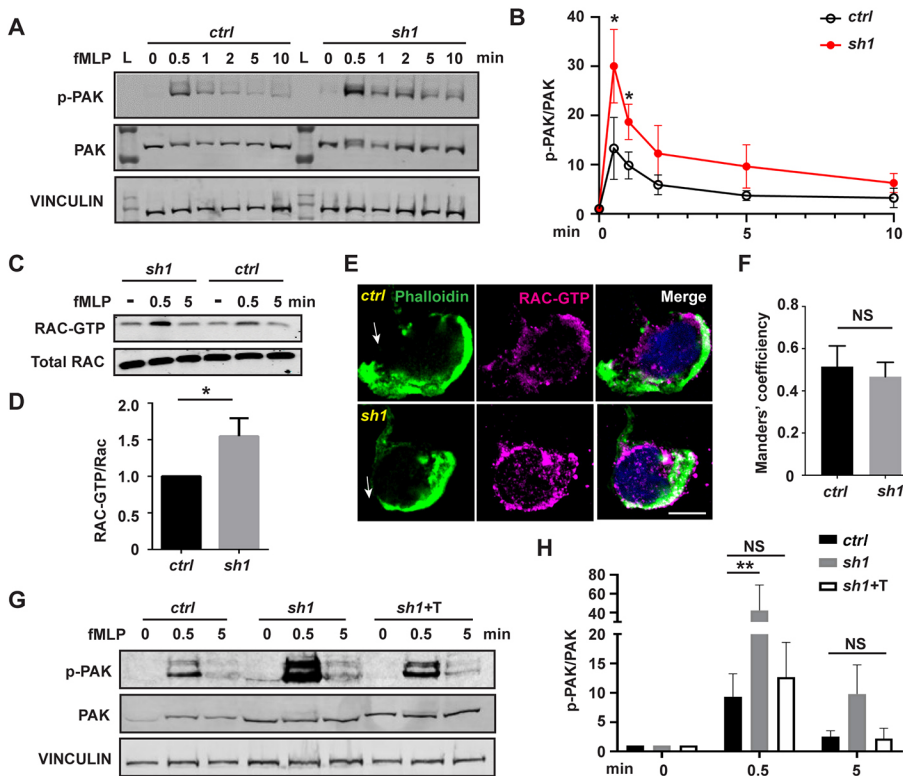 A
ctrl
sh1
fMLP L 0 0.5 1 2 5 10 L 0 0.5 1 2 5 10 min
p-PAK
PAK
VINCULIN
B
ctrl
sh1
p-PAK/PAK
40
30
20
10
0
* *
min 0 5 10
C
sh1 ctrl
fMLP - 0.5 5 - 0.5 5 min
RAC-GTP
Total RAC
D
RAC-GTP/Rac
2.0
1.5
1.0
0.5
0
*
ctrl sh1
E
ctrl Phalloidin RAC-GTP Merge
sh1
F
Manders' coefficiency
0.8
0.6
0.4
0.2
0
NS
ctrl sh1
G
ctrl sh1 sh1+T
fMLP 0 0.5 5 0 0.5 5 0 0.5 5 min
p-PAK
PAK
VINCULIN
H
ctrl
sh1
sh1+T
p-PAK/PAK
80
60
40
20
15
10
5
0
NS
**
NS
min 0 0.5 5